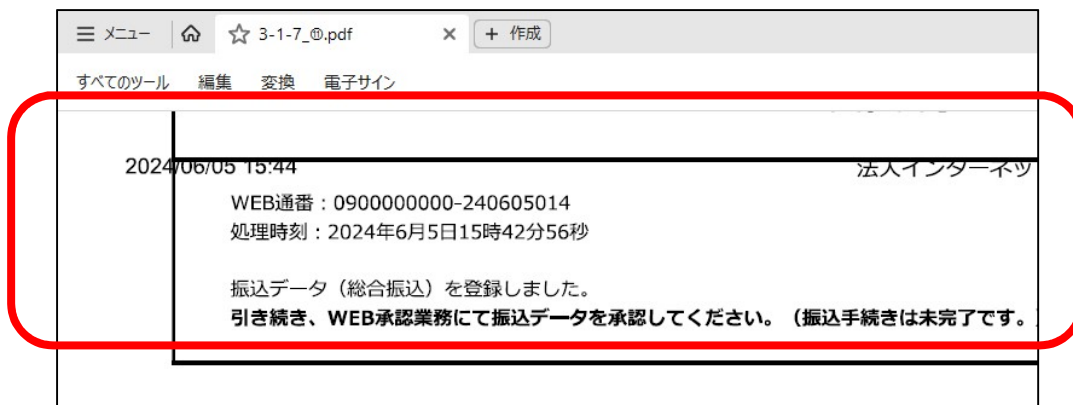 メニュー 3-1-7_⑪.pdf × + 作成
すべてのツール 編集 変換 電子サイン
2024/06/05 15:44 法人インターネッ
WEB通番：0900000000-240605014
処理時刻：2024年6月5日15時42分56秒
振込データ（総合振込）を登録しました。
引き続き、WEB承認業務にて振込データを承認してください。（振込手続きは未完了です。）